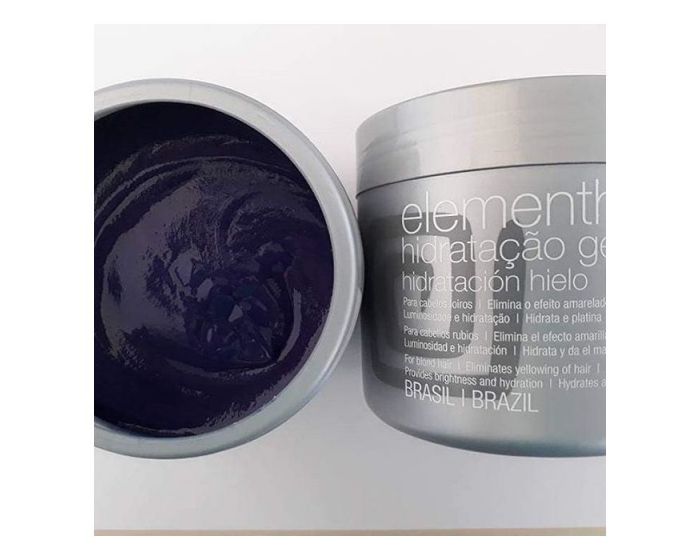 elementh
hidratação ge
hidratación hielo
Para cabelos loiros | Elimina o efeito amarelad
Luminosidade e hidratação | Hidrata e platina
Para cabellos rubios | Elimina el efecto amarill
Luminosidad e hidratación | Hidrata y da el ma
For blond hair | Eliminates yellowing of hair |
Provides brightness and hydration | Hydrates a
BRASIL | BRAZIL